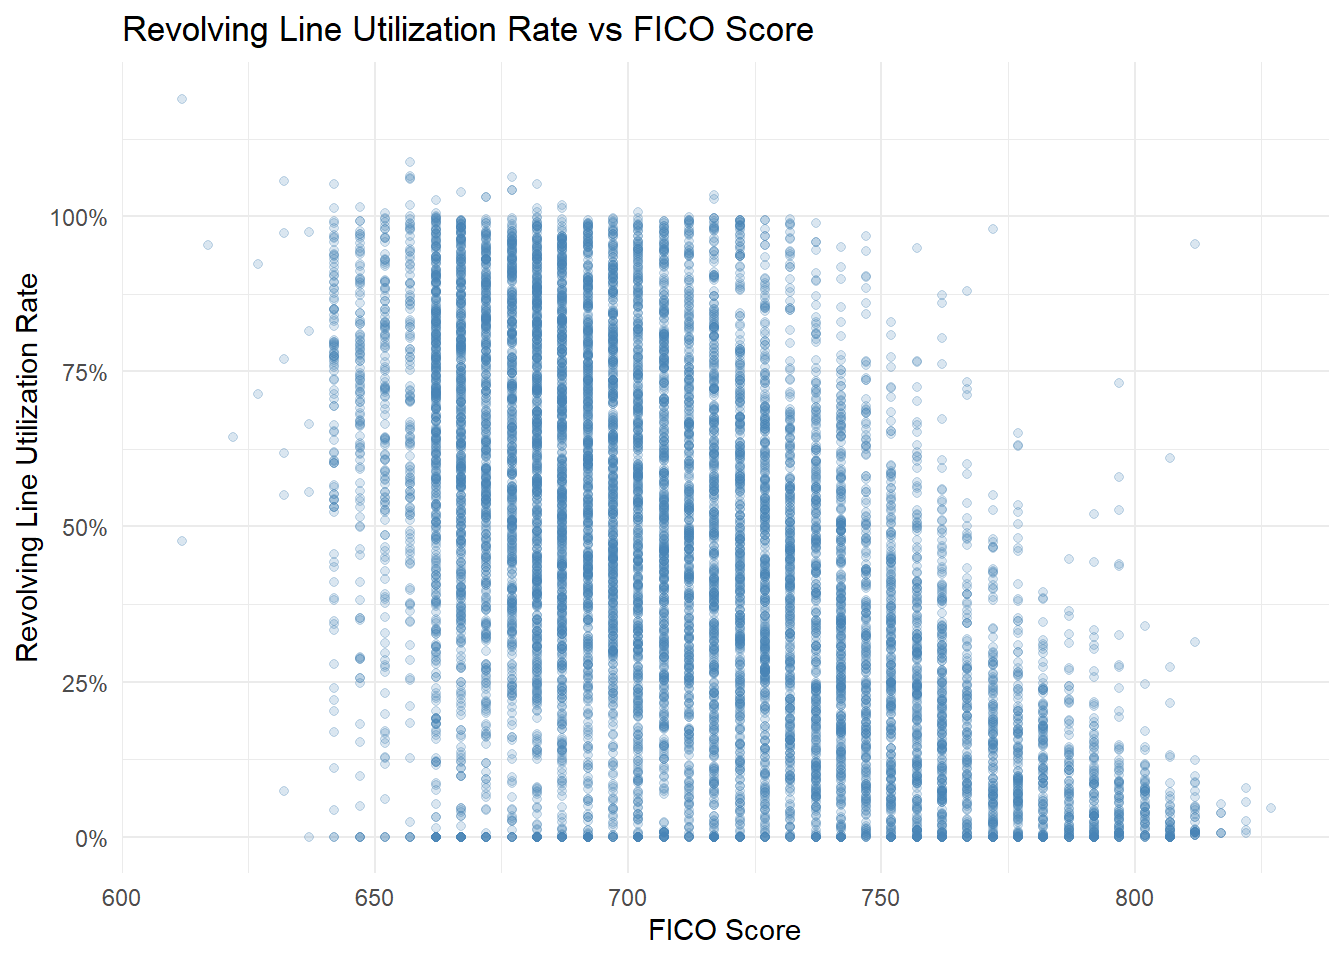 Revolving Line Utilization Rate vs FICO Score
Revolving Line Utilization Rate
100%
75%
50%
25%
0%
600 650 700 750 800
FICO Score